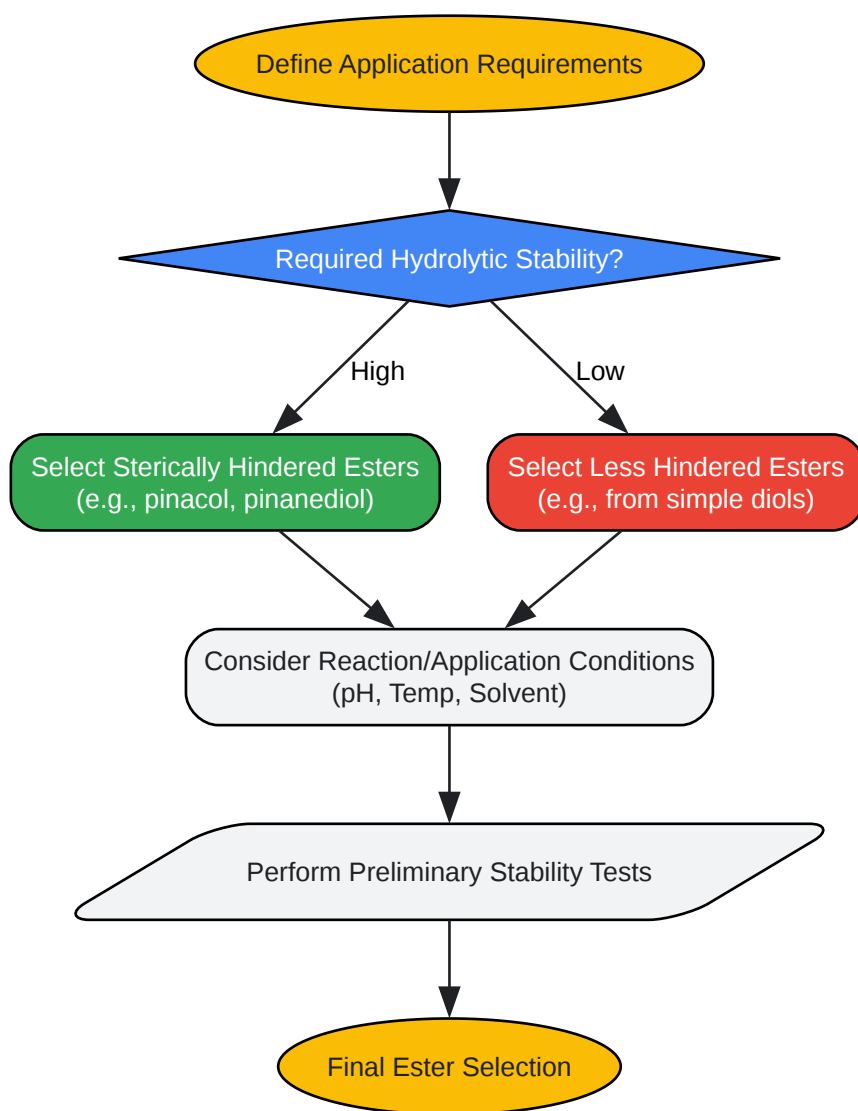 Define Application Requirements
Required Hydrolytic Stability?
High
Low
Select Sterically Hindered Esters
(e.g., pinacol, pinanediol)
Select Less Hindered Esters
(e.g., from simple diols)
Consider Reaction/Application Conditions
(pH, Temp, Solvent)
Perform Preliminary Stability Tests
Final Ester Selection